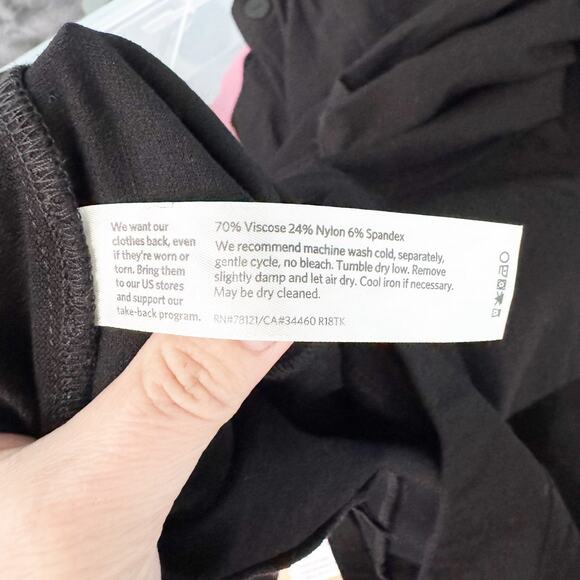 We want our
clothes back, even
if they're worn or
torn. Bring them
to our US stores
and support our
take-back program.
70% Viscose 24% Nylon 6% Spandex
We recommend machine wash cold, separately,
gentle cycle, no bleach. Tumble dry low. Remove
slightly damp and let air dry. Cool iron if necessary.
May be dry cleaned.
RN#78121/CA#34460 R18TK